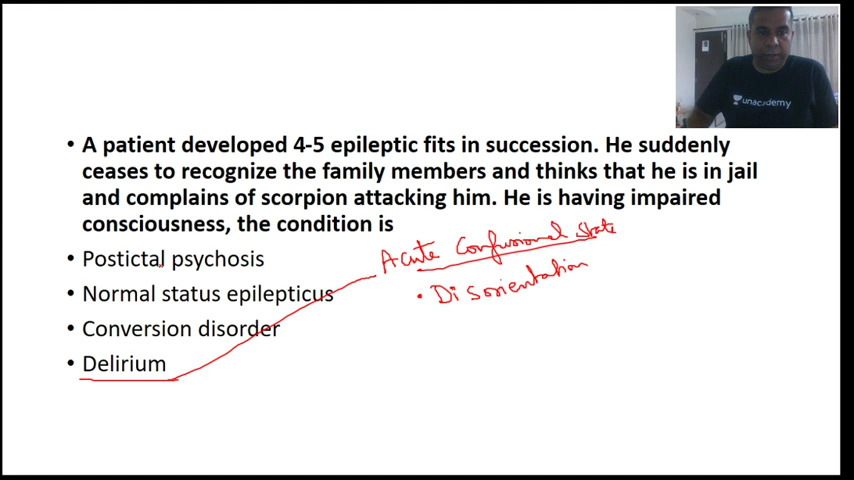 unacademy
• A patient developed 4-5 epileptic fits in succession. He suddenly
ceases to recognize the family members and thinks that he is in jail
and complains of scorpion attacking him. He is having impaired
consciousness, the condition is
• Postictal psychosis
Acute Confusional State
• Normal status epilepticus
• Disorientation
• Conversion disorder
• Delirium